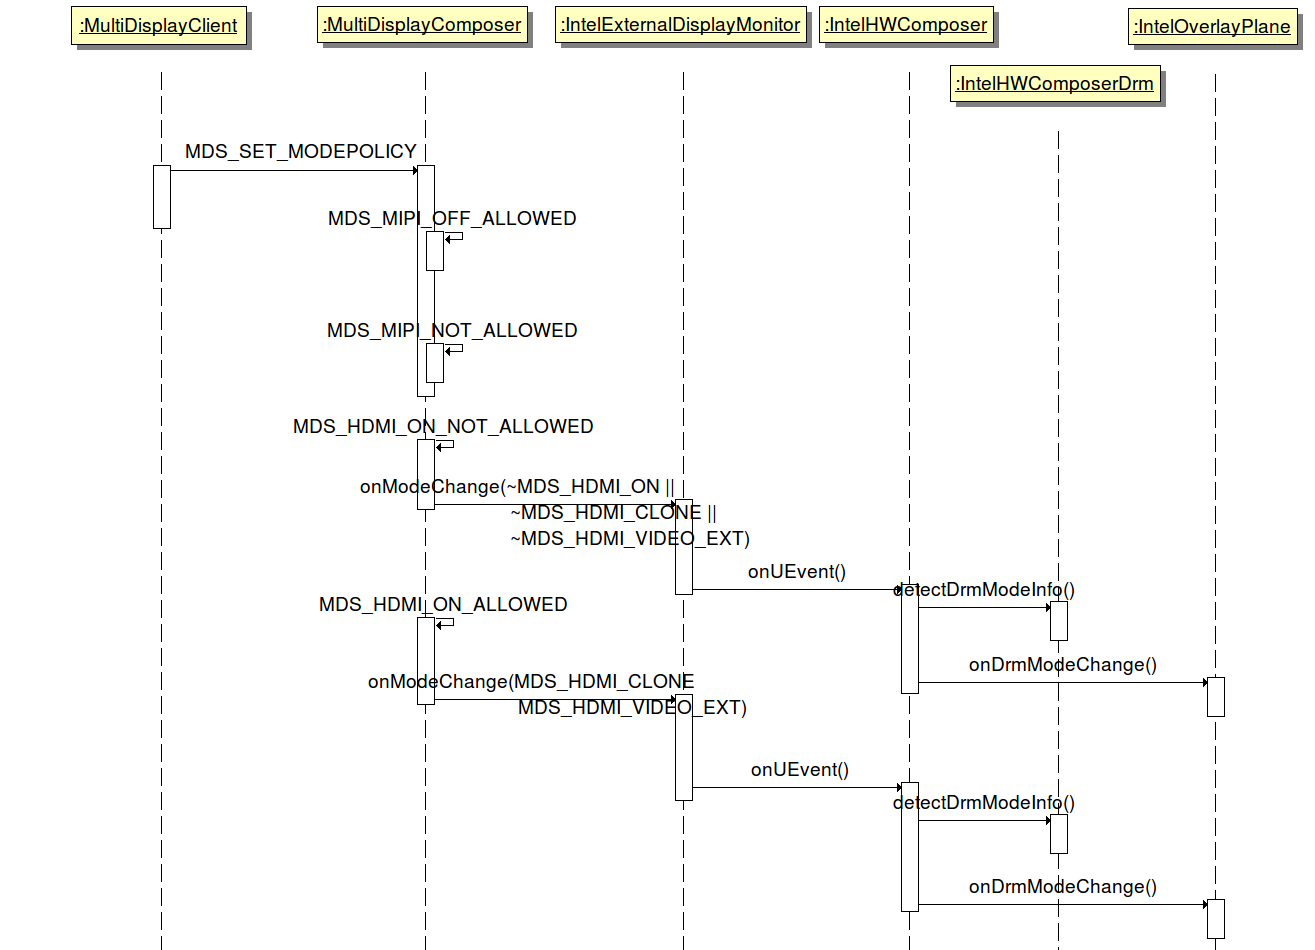 :MultiDisplayClient
:MultiDisplayComposer
:IntelExternalDisplayMonitor
:IntelHWComposer
:IntelOverlayPlane
:IntelHWComposerDrm
MDS_SET_MODEPOLICY
MDS_MIPI_OFF_ALLOWED
MDS_MIPI_NOT_ALLOWED
MDS_HDMI_ON_NOT_ALLOWED
onModeChange(~MDS_HDMI_ON ||
~MDS_HDMI_CLONE ||
~MDS_HDMI_VIDEO_EXT)
onUEvent()
detectDrmModeInfo()
MDS_HDMI_ON_ALLOWED
onDrmModeChange()
onModeChange(MDS_HDMI_CLONE
MDS_HDMI_VIDEO_EXT)
onUEvent()
detectDrmModeInfo()
onDrmModeChange()